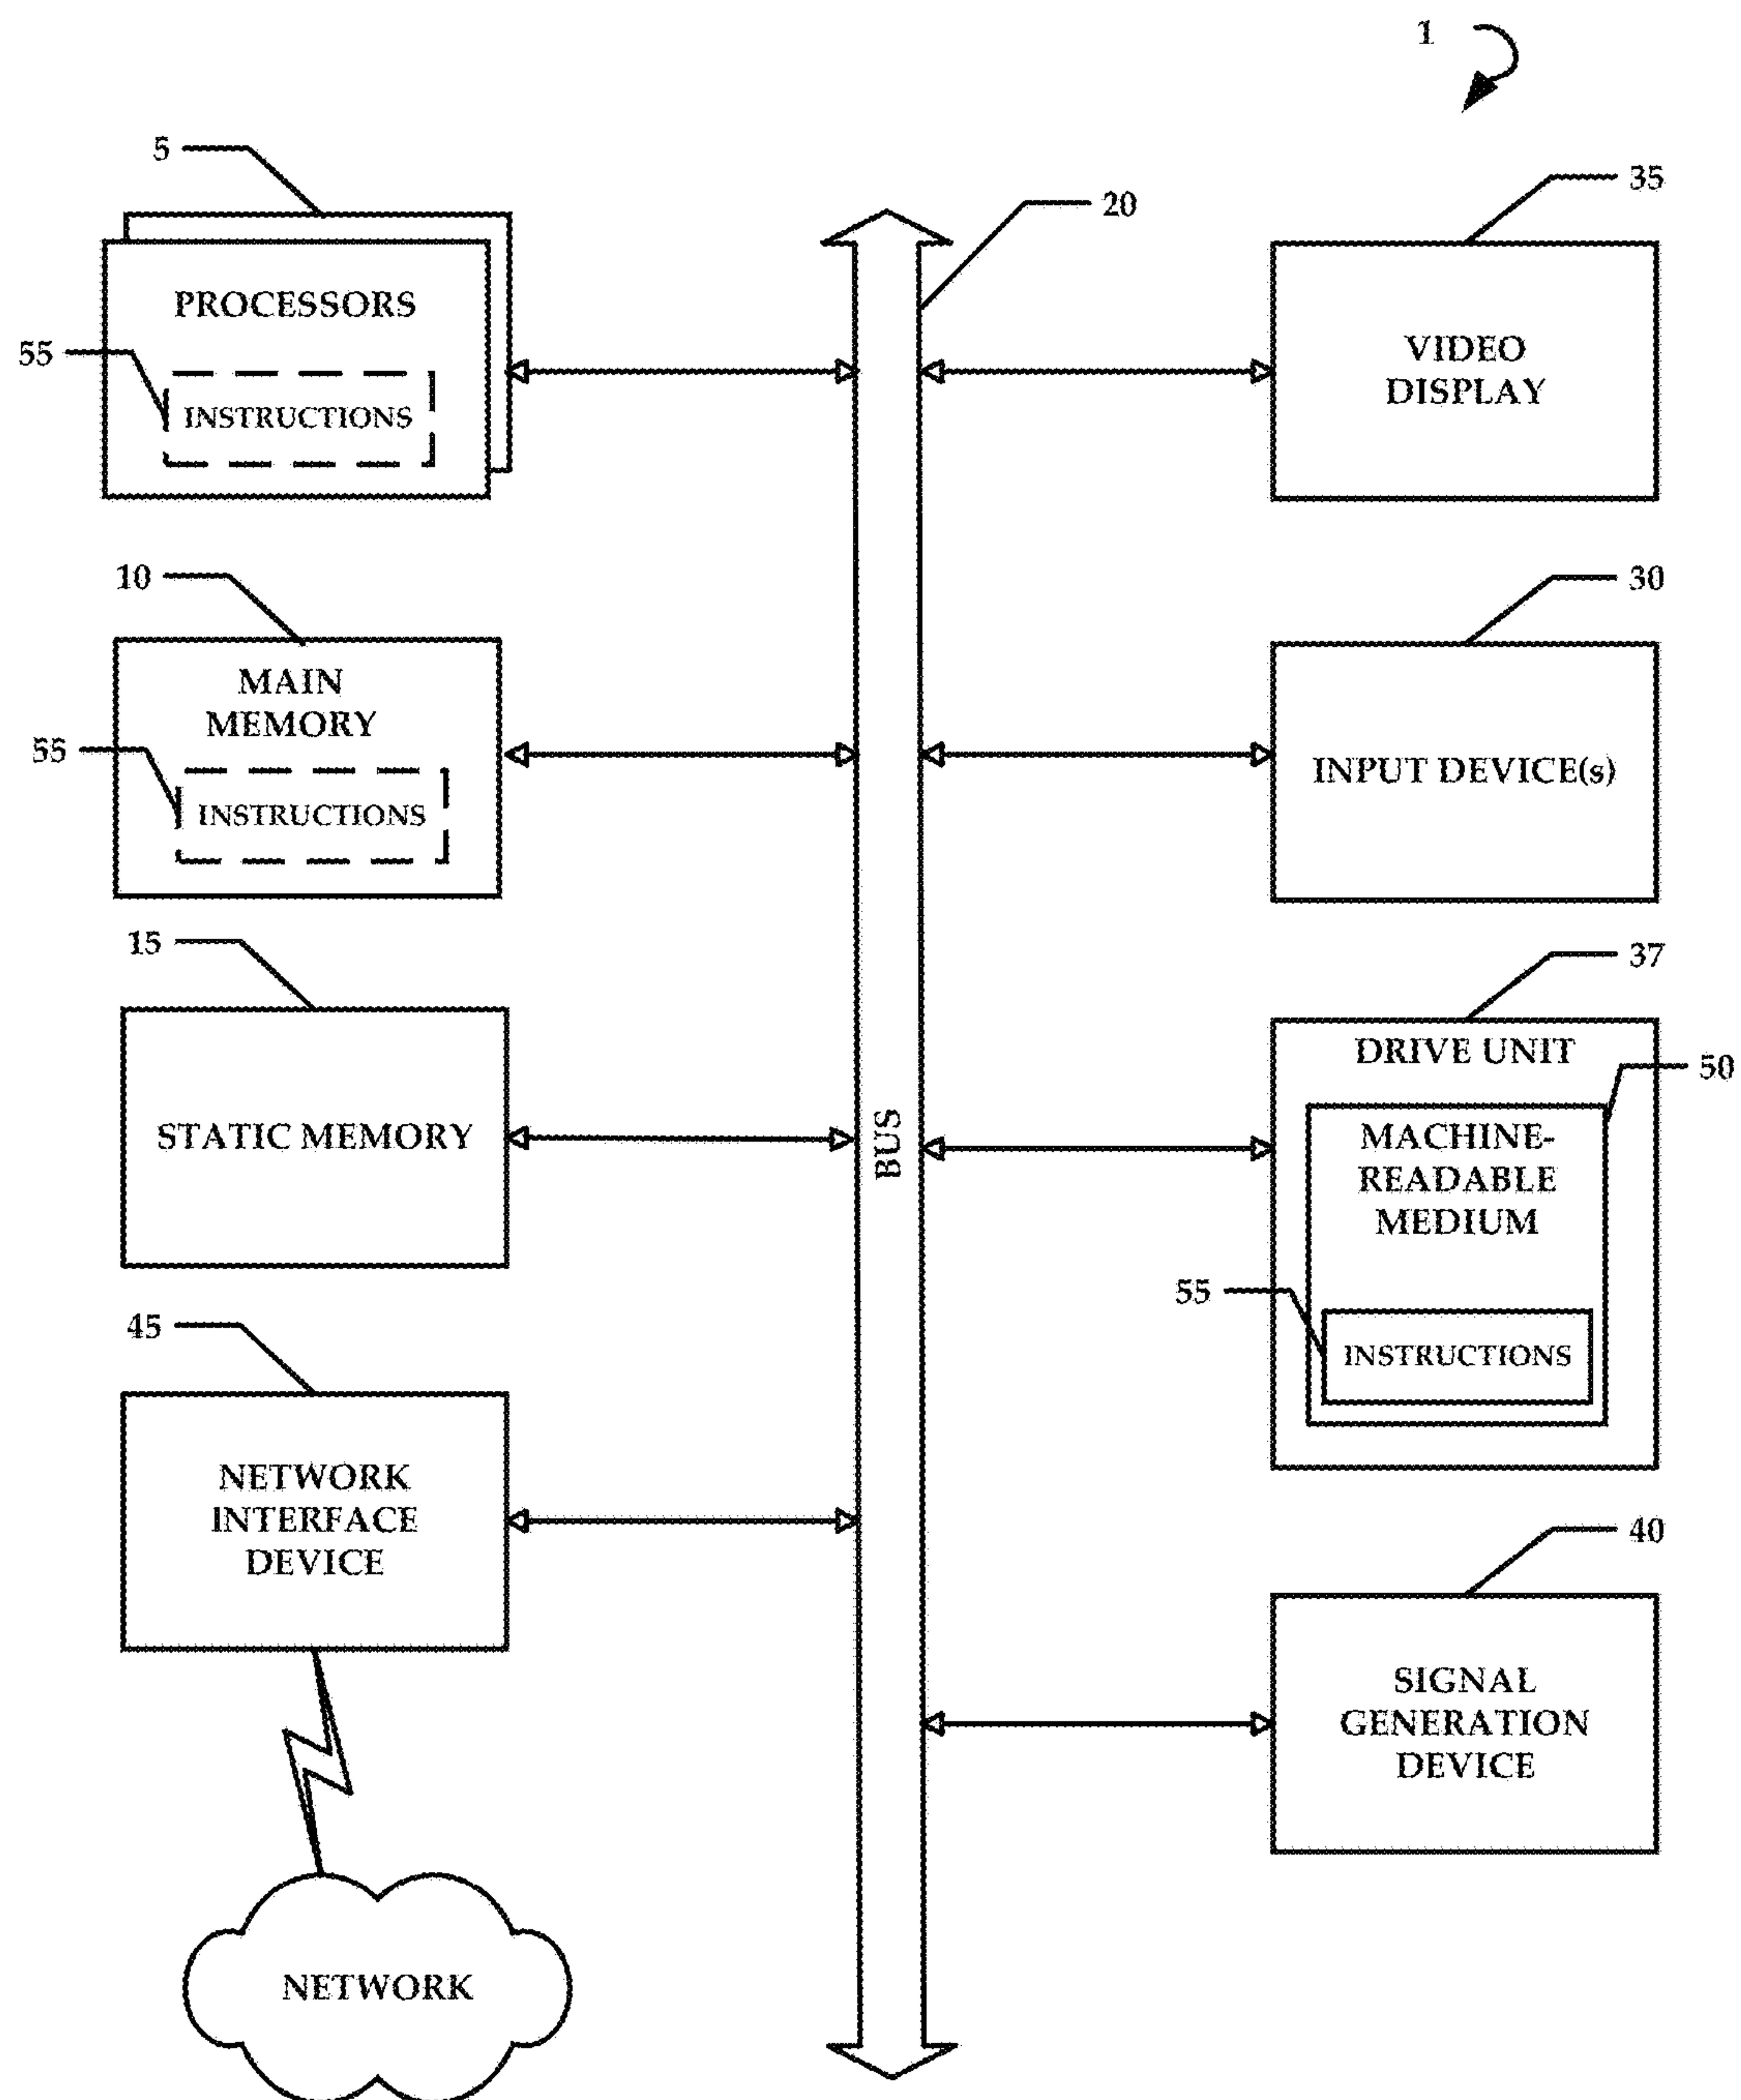 1
5
PROCESSORS
55
INSTRUCTIONS
10
MAIN
MEMORY
55
INSTRUCTIONS
15
STATIC MEMORY
45
NETWORK
INTERFACE
DEVICE
NETWORK
20
BUS
35
VIDEO
DISPLAY
30
INPUT DEVICE(s)
37
DRIVE UNIT
50
MACHINE-
READABLE
MEDIUM
55
INSTRUCTIONS
40
SIGNAL
GENERATION
DEVICE